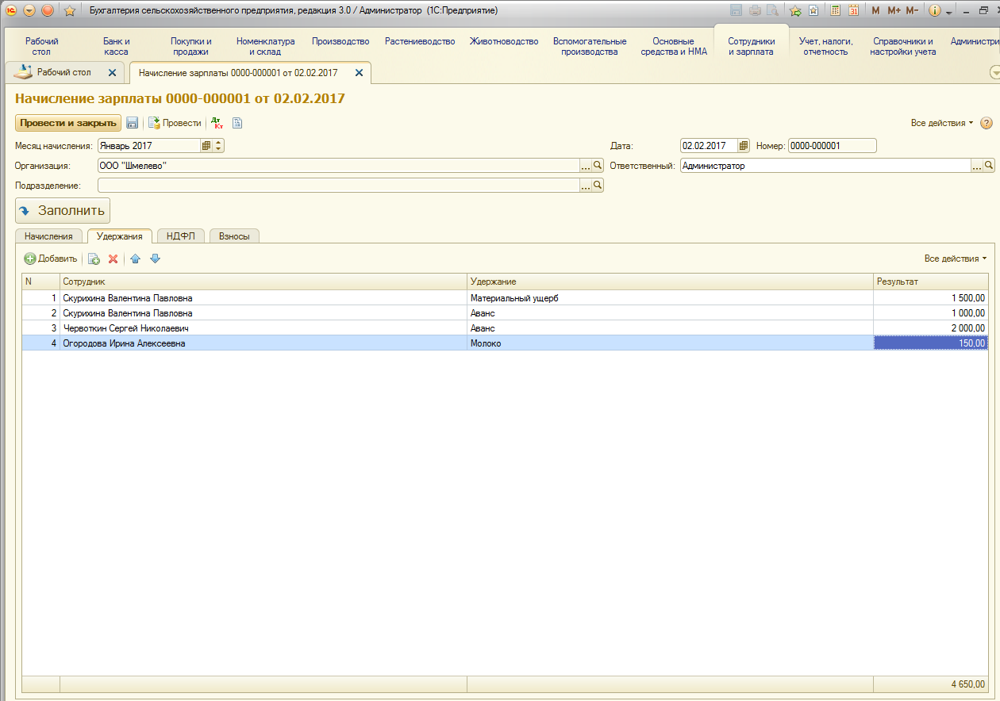 Бухгалтерия сельскохозяйственного предприятия, редакция 3.0 / Администратор (1С:Предприятие)
31 M M+ M-
Рабочий стол
Банк и касса
Покупки и продажи
Номенклатура и склад
Производство
Растениеводство
Животноводство
Вспомогательные производства
Основные средства и НМА
Сотрудники и зарплата
Учет, налоги, отчетность
Справочники и настройки учета
Администри
Рабочий стол
Начисление зарплаты 0000-000001 от 02.02.2017
Начисление зарплаты 0000-000001 от 02.02.2017
Провести и закрыть Провести Дт Кт Все действия ?
Месяц начисления: Январь 2017 Дата: 02.02.2017 Номер: 0000-000001
Организация: ООО "Шмелево" ... Ответственный: Администратор ...
Подразделение: ...
Заполнить
Начисления Удержания НДФЛ Взносы
Добавить Все действия
N Сотрудник Удержание Результат
1 Скурихина Валентина Павловна Материальный ущерб 1 500,00
2 Скурихина Валентина Павловна Аванс 1 000,00
3 Червоткин Сергей Николаевич Аванс 2 000,00
4 Огородова Ирина Алексеевна Молоко 150,00
4 650,00